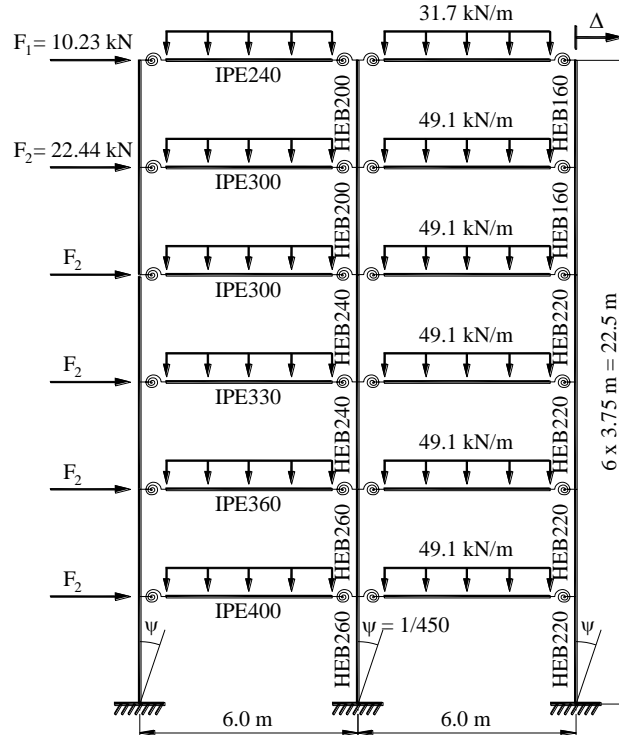 F₁= 10.23 kN
31.7 kN/m
Δ
IPE240
HEB200
HEB160
F₂= 22.44 kN
49.1 kN/m
IPE300
HEB200
HEB160
F₂
49.1 kN/m
IPE300
HEB240
HEB220
F₂
49.1 kN/m
IPE330
HEB240
HEB220
6 x 3.75 m = 22.5 m
F₂
49.1 kN/m
IPE360
HEB260
HEB220
F₂
49.1 kN/m
IPE400
HEB260
HEB220
ψ
ψ = 1/450
6.0 m
6.0 m